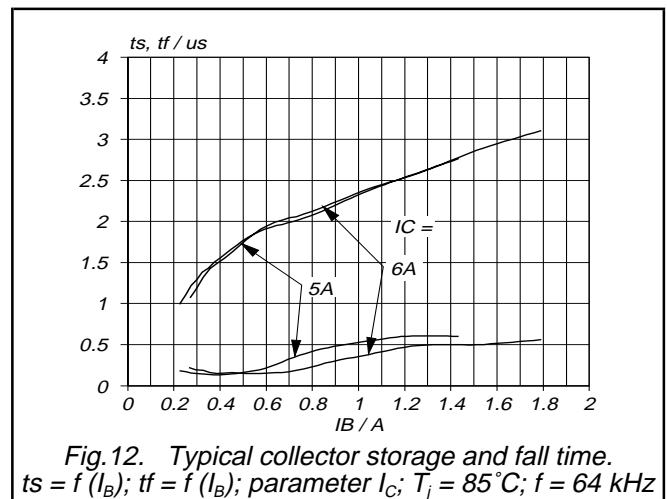 ts, tf / us
4
3.5
3
2.5
2
1.5
1
0.5
0
IC =
5A
6A
0 0.2 0.4 0.6 0.8 1.0 1.2 1.4 1.6 1.8 2
IB / A
Fig.12. Typical collector storage and fall time.
ts = f (IB); tf = f (IB); parameter IC; Tj = 85˚C; f = 64 kHz